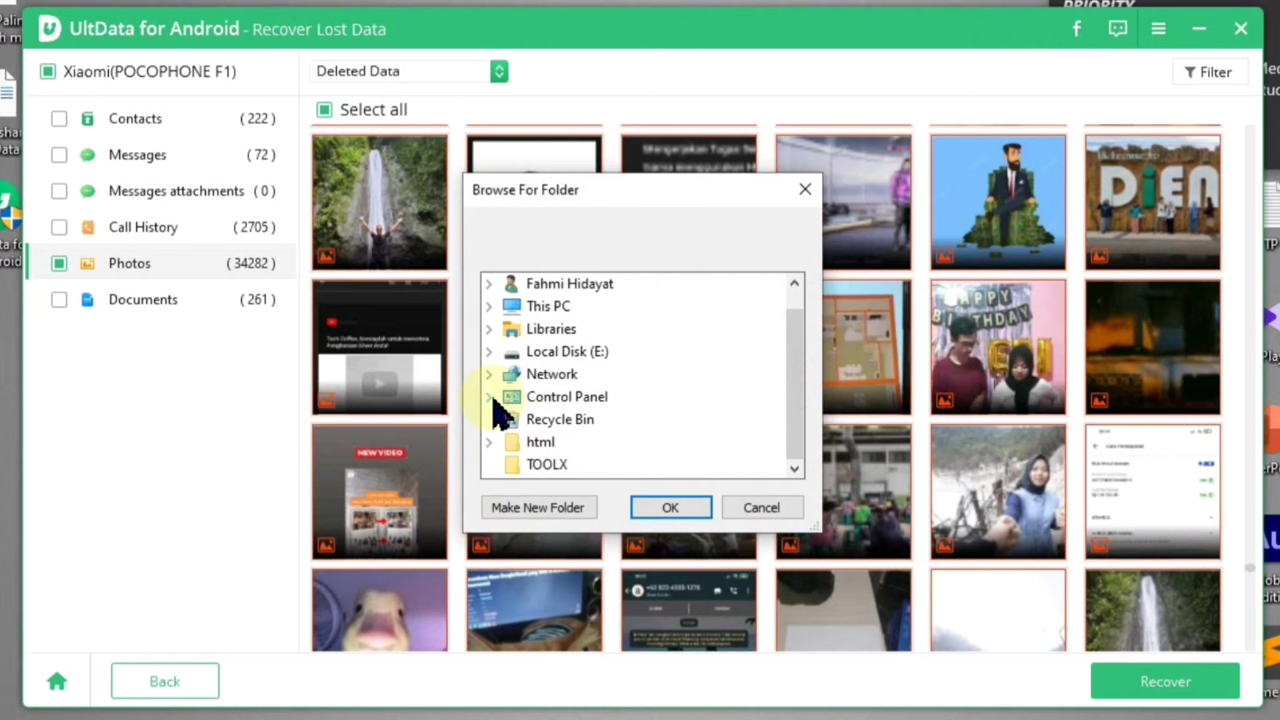 PRIORITY
UltData for Android - Recover Lost Data
Xiaomi(POCOPHONE F1)
Deleted Data
Filter
Select all
Contacts ( 222 )
Messages ( 72 )
Messages attachments ( 0 )
Call History ( 2705 )
Photos ( 34282 )
Documents ( 261 )
Browse For Folder
Fahmi Hidayat
This PC
Libraries
Local Disk (E:)
Network
Control Panel
Recycle Bin
html
TOOLX
Make New Folder
OK
Cancel
DiEN
HAPPY
BIRTHDAY
NEW VIDEO
Back
Recover